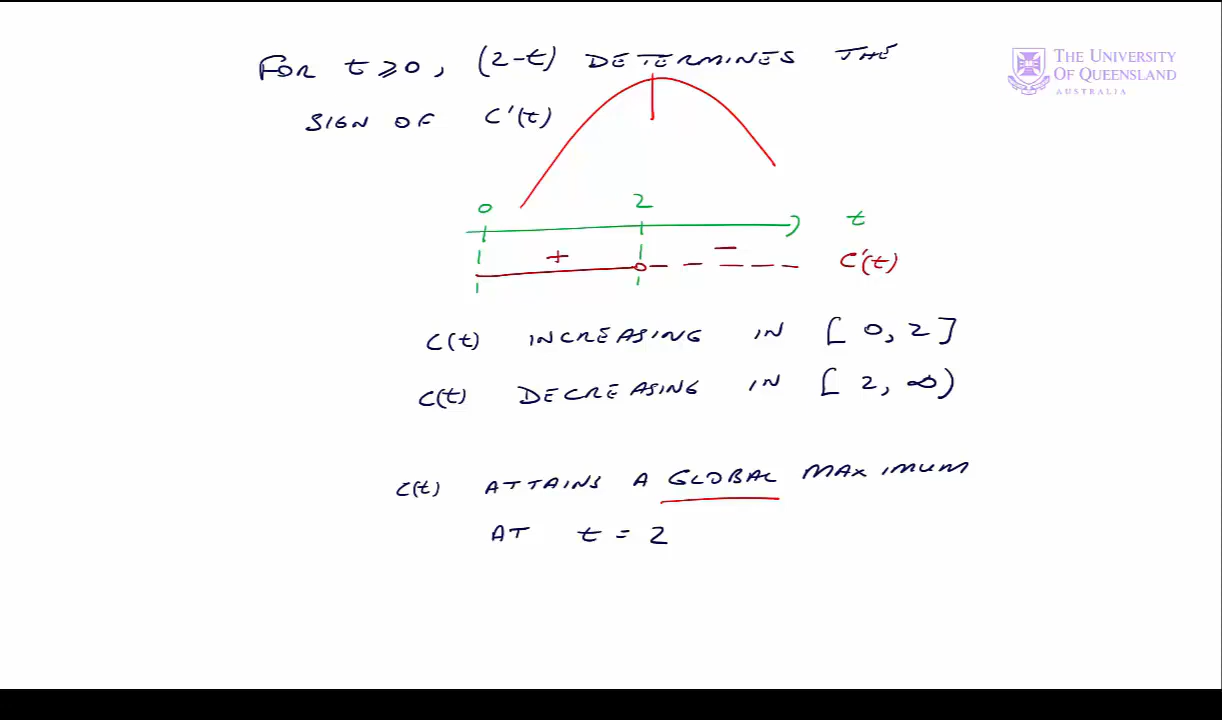 FOR t ≥ 0, (2-t) DETERMINES THE
SIGN OF C'(t)
THE UNIVERSITY
OF QUEENSLAND
AUSTRALIA
0 2
t
+ −
C'(t)
C(t) INCREASING IN [0, 2]
C(t) DECREASING IN [2, ∞)
C(t) ATTAINS A GLOBAL MAXIMUM
AT t = 2